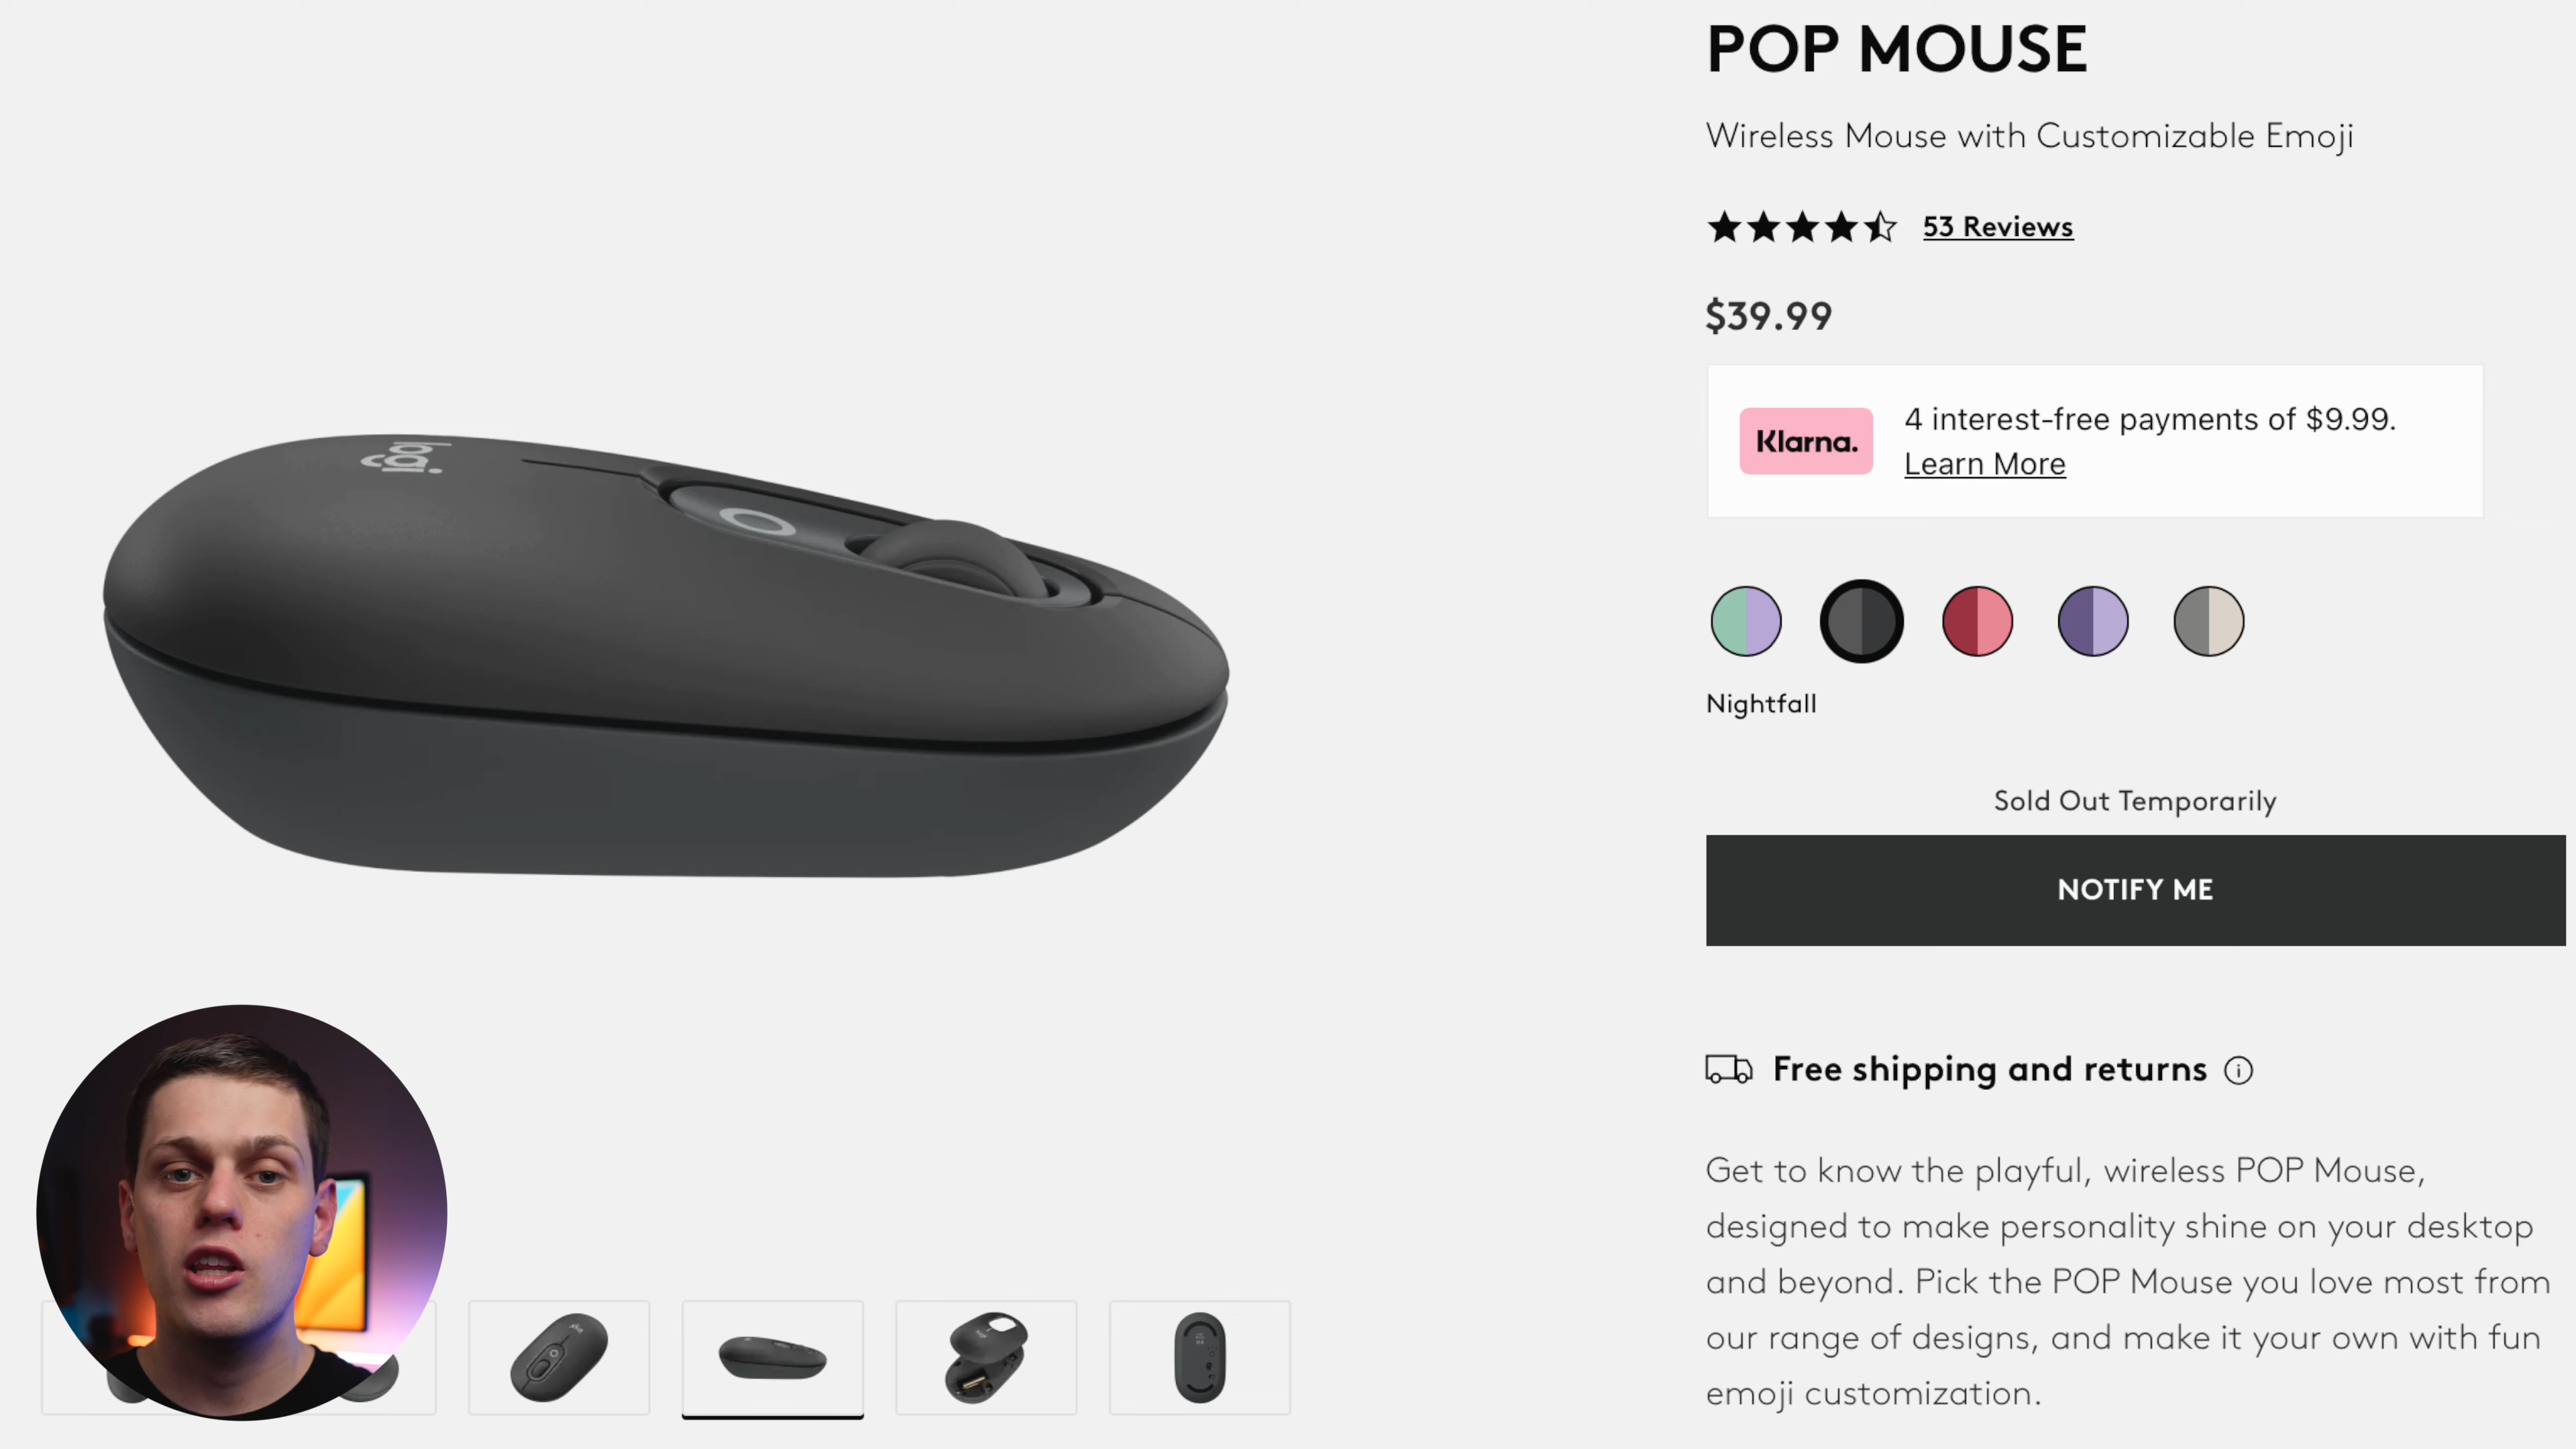 POP MOUSE
Wireless Mouse with Customizable Emoji
53 Reviews
$39.99
Klarna.
4 interest-free payments of $9.99.
Learn More
logi
Nightfall
Sold Out Temporarily
NOTIFY ME
Free shipping and returns
Get to know the playful, wireless POP Mouse,
designed to make personality shine on your desktop
and beyond. Pick the POP Mouse you love most from
our range of designs, and make it your own with fun
emoji customization.